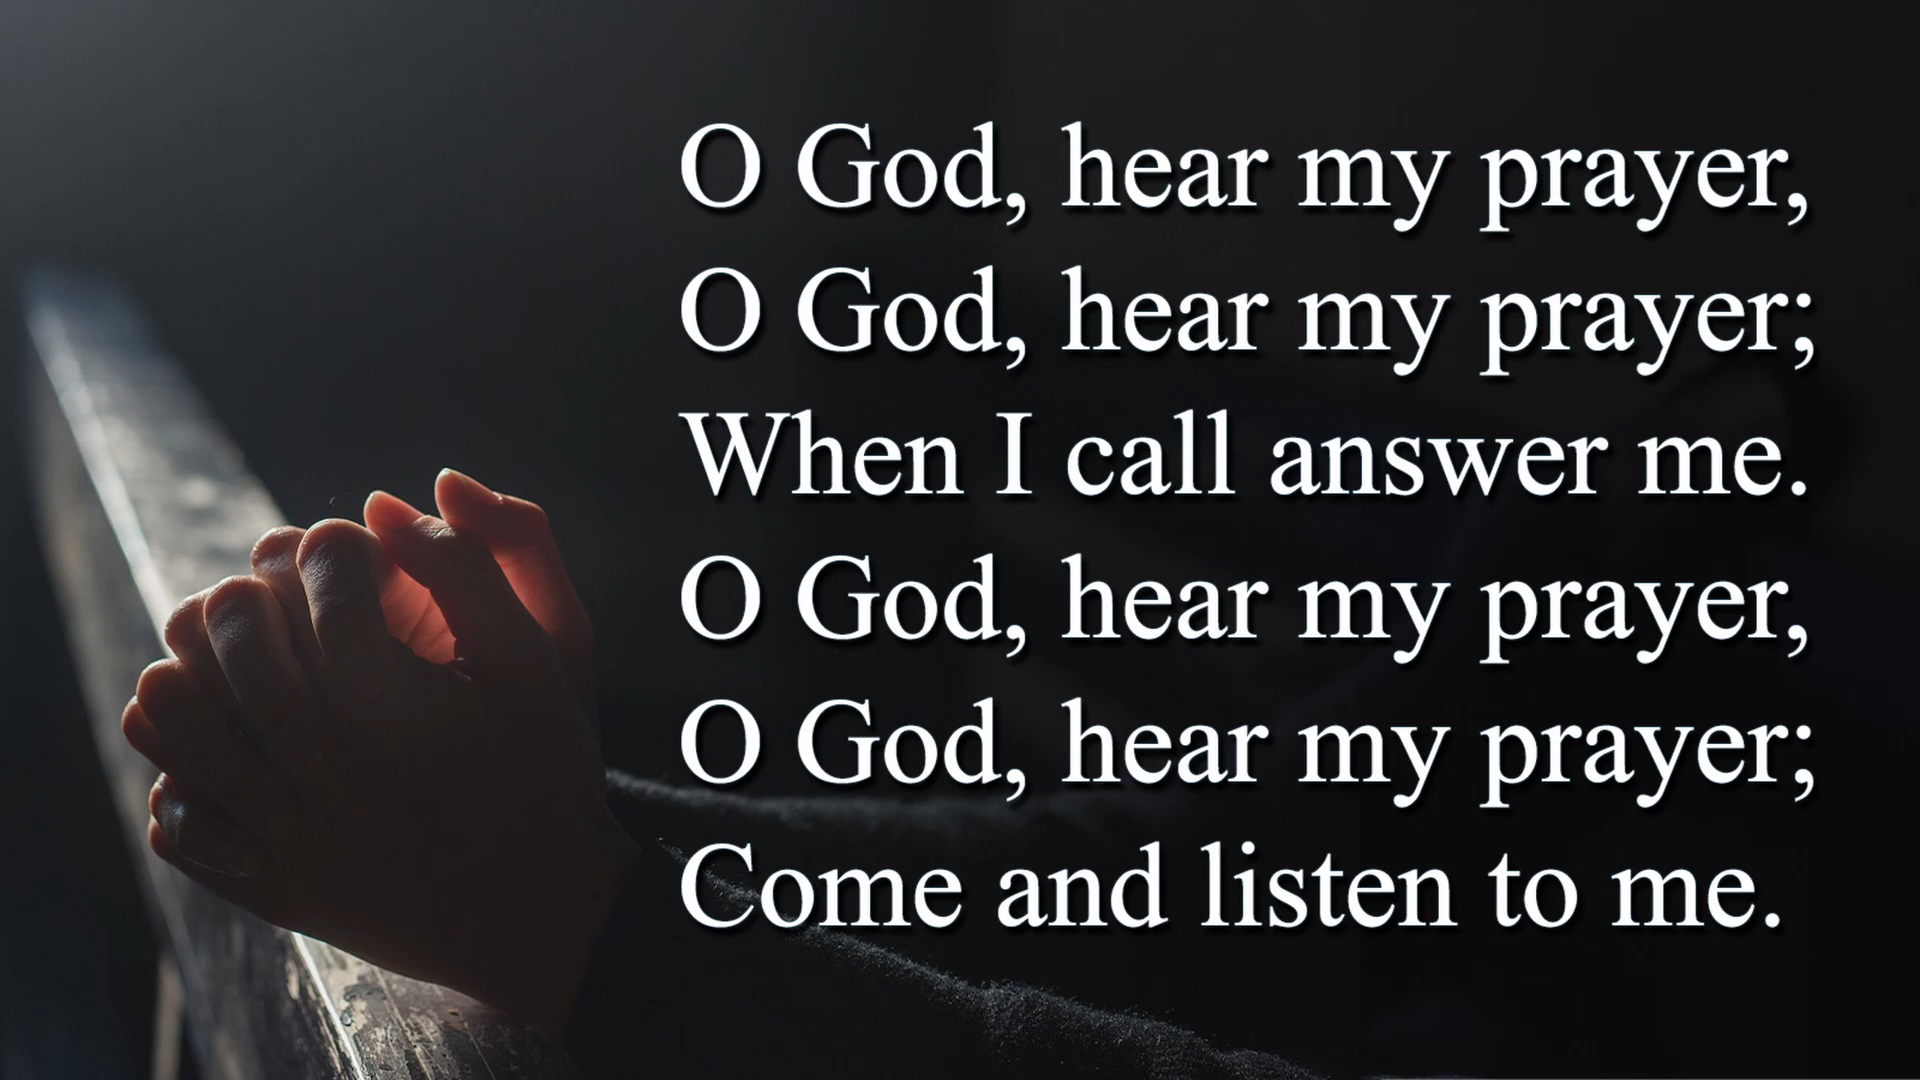 O God, hear my prayer,
O God, hear my prayer;
When I call answer me.
O God, hear my prayer,
O God, hear my prayer;
Come and listen to me.